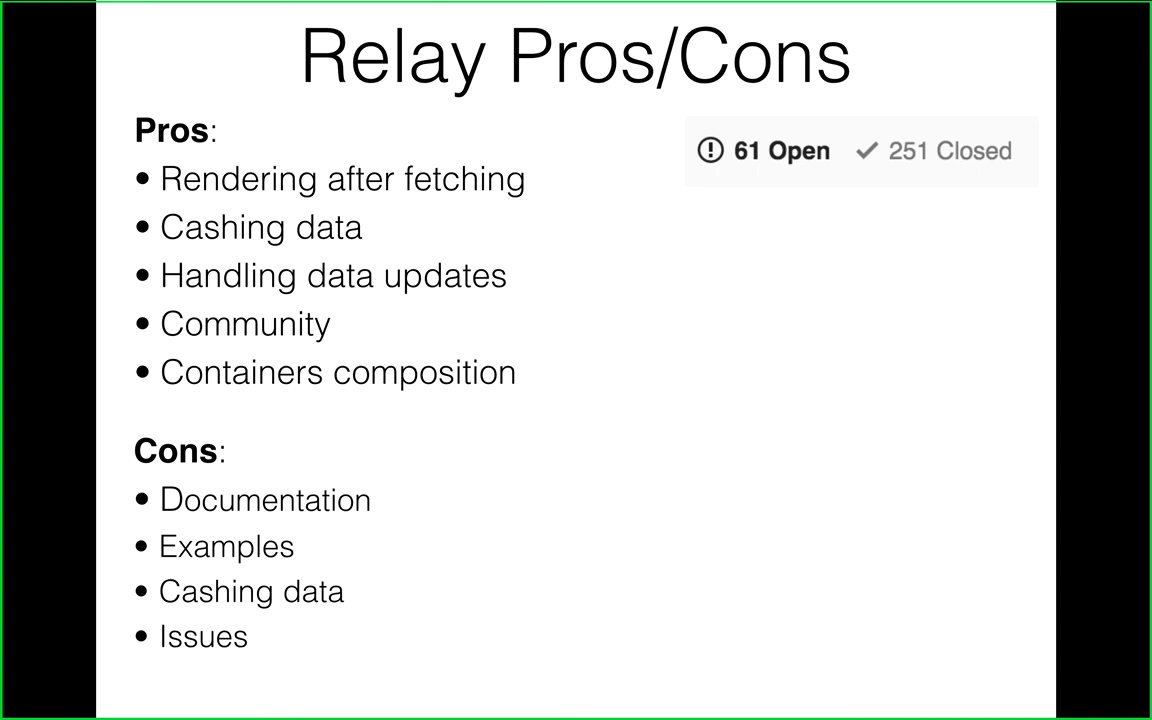 Relay Pros/Cons
Pros:
61 Open 251 Closed
• Rendering after fetching
• Cashing data
• Handling data updates
• Community
• Containers composition
Cons:
• Documentation
• Examples
• Cashing data
• Issues